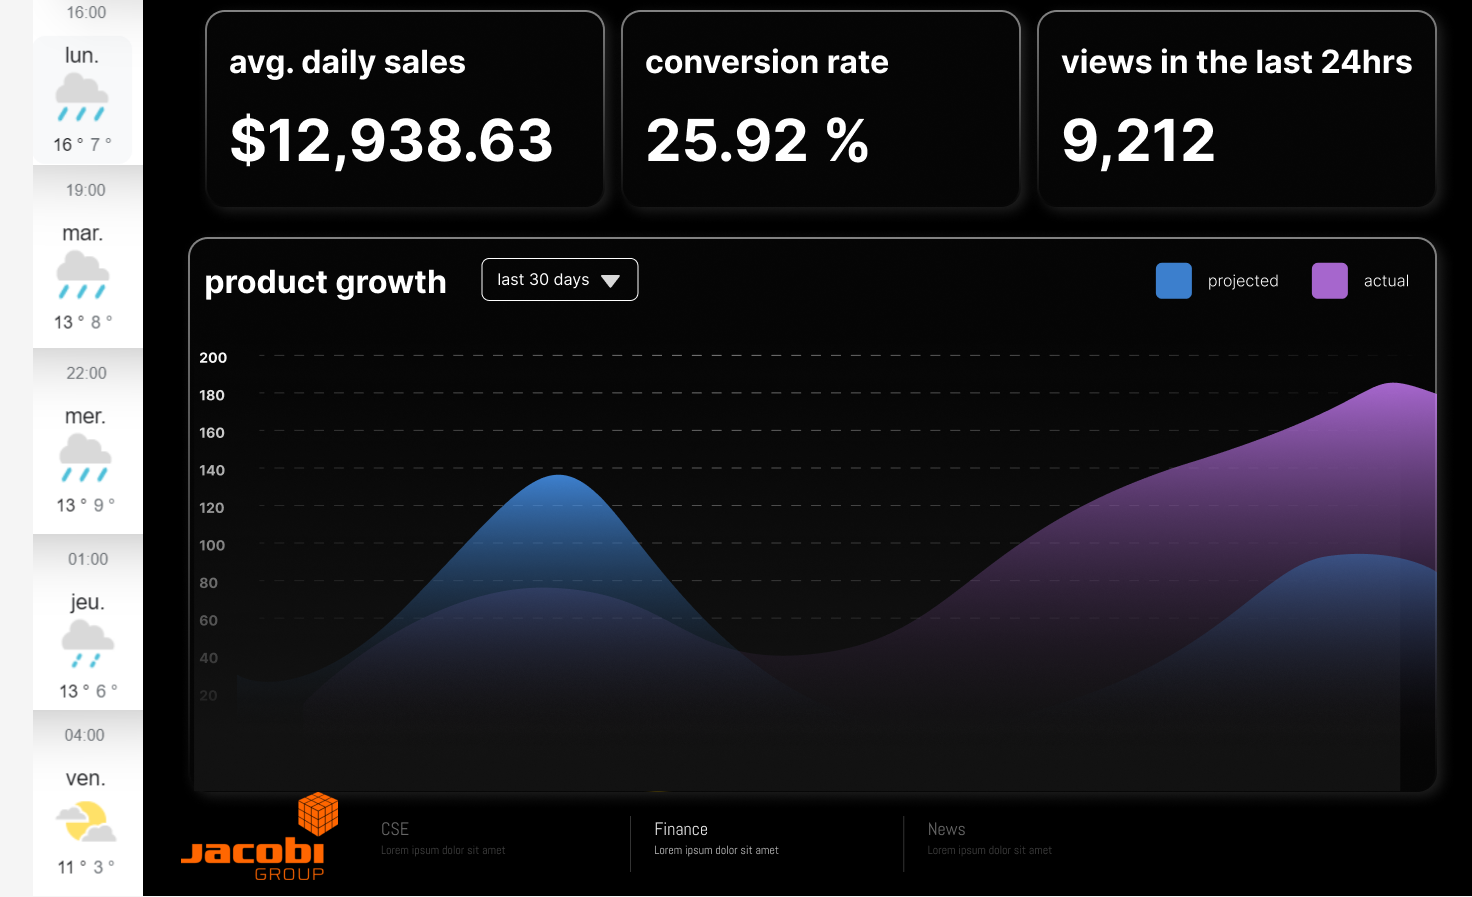 16:00
lun.
16 ° 7 °
19:00
mar.
13 ° 8 °
22:00
mer.
13 ° 9 °
01:00
jeu.
13 ° 6 °
04:00
ven.
11 ° 3 °
avg. daily sales
$12,938.63
conversion rate
25.92 %
views in the last 24hrs
9,212
product growth
last 30 days
projected
actual
200
180
160
140
120
100
80
60
40
20
Jacobi
GROUP
CSE
Lorem ipsum dolor sit amet
Finance
Lorem ipsum dolor sit amet
News
Lorem ipsum dolor sit amet